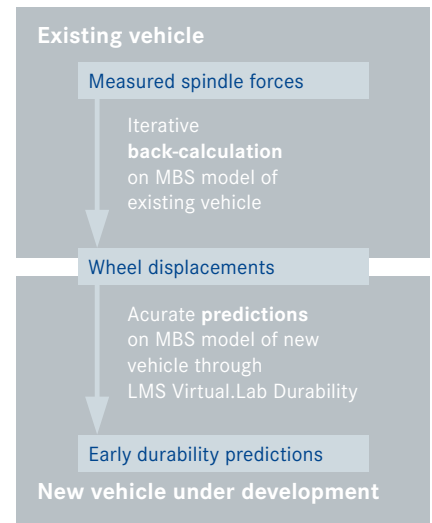 Existing vehicle
Measured spindle forces
Iterative
back-calculation
on MBS model of
existing vehicle
Wheel displacements
Acurate predictions
on MBS model of new
vehicle through
LMS Virtual.Lab Durability
Early durability predictions
New vehicle under development